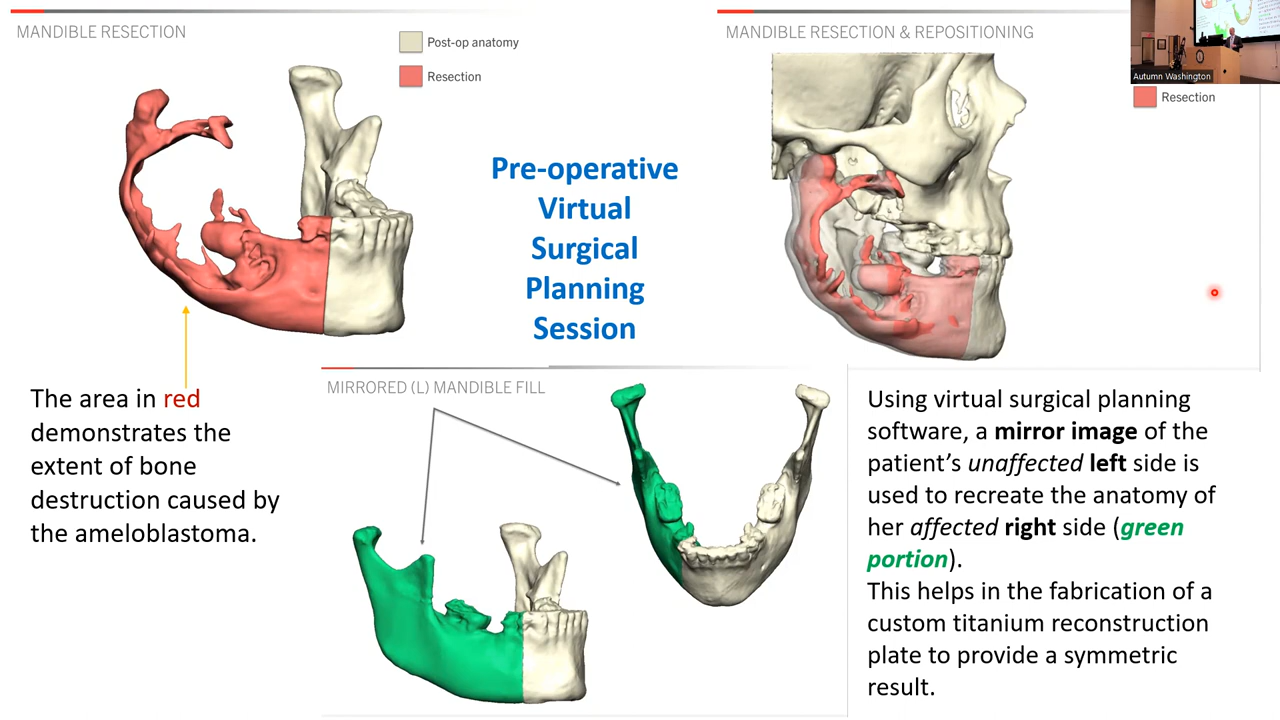 MANDIBLE RESECTION
Post-op anatomy
Resection
MANDIBLE RESECTION & REPOSITIONING
Autumn Washington
Resection
Pre-operative
Virtual
Surgical
Planning
Session
The area in red
demonstrates the
extent of bone
destruction caused by
the ameloblastoma.
MIRRORED (L) MANDIBLE FILL
Using virtual surgical planning
software, a mirror image of the
patient’s unaffected left side is
used to recreate the anatomy of
her affected right side (green
portion).
This helps in the fabrication of a
custom titanium reconstruction
plate to provide a symmetric
result.